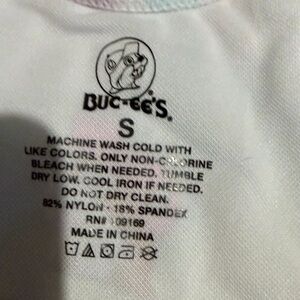 BUC-EE'S
S
MACHINE WASH COLD WITH
LIKE COLORS. ONLY NON-CHLORINE
BLEACH WHEN NEEDED. TUMBLE
DRY LOW. COOL IRON IF NEEDED.
DO NOT DRY CLEAN.
82% NYLON · 18% SPANDEX
RN# 109169
MADE IN CHINA